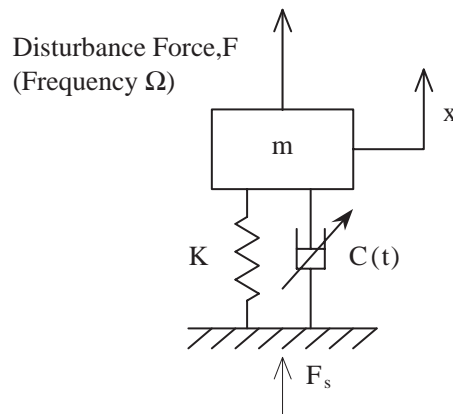 Disturbance Force,F
(Frequency Ω)
x
m
K
C(t)
Fs